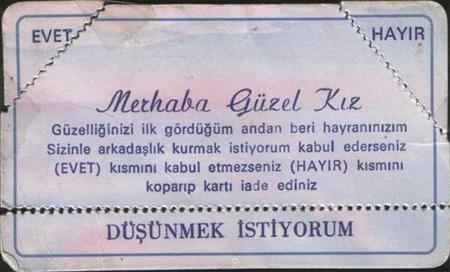 EVET HAYIR
Merhaba Güzel Kız
Güzelliğinizi ilk gördüğüm andan beri hayranınızım
Sizinle arkadaşlık kurmak istiyorum kabul ederseniz
(EVET) kısmını kabul etmezseniz (HAYIR) kısmını
koparıp kartı iade ediniz
DÜŞÜNMEK İSTİYORUM